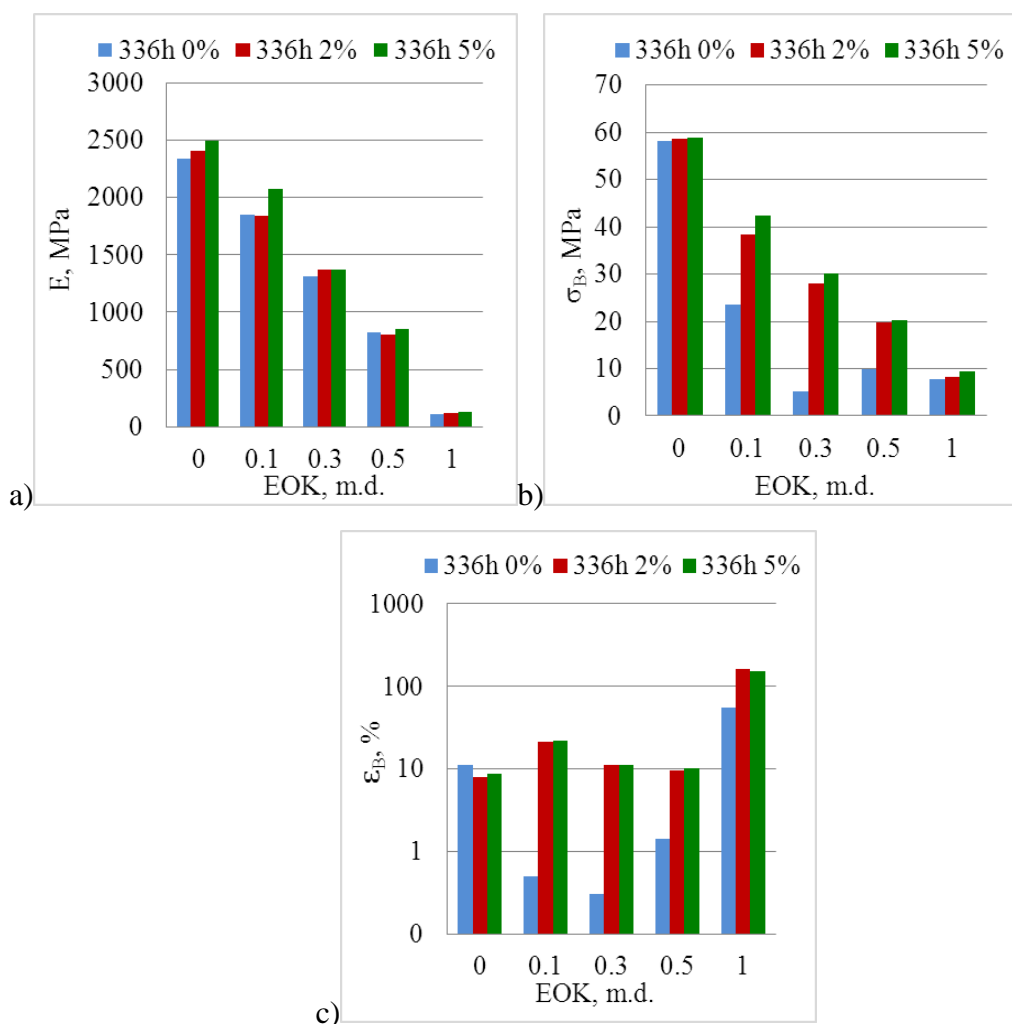 336h 0% 336h 2% 336h 5%
3000
2500
2000
1500
1000
500
0
E, MPa
0 0.1 0.3 0.5 1
EOK, m.d.
a)
336h 0% 336h 2% 336h 5%
70
60
50
40
30
20
10
0
σB, MPa
0 0.1 0.3 0.5 1
EOK, m.d.
b)
336h 0% 336h 2% 336h 5%
1000
100
10
1
0
εB, %
0 0.1 0.3 0.5 1
EOK, m.d.
c)